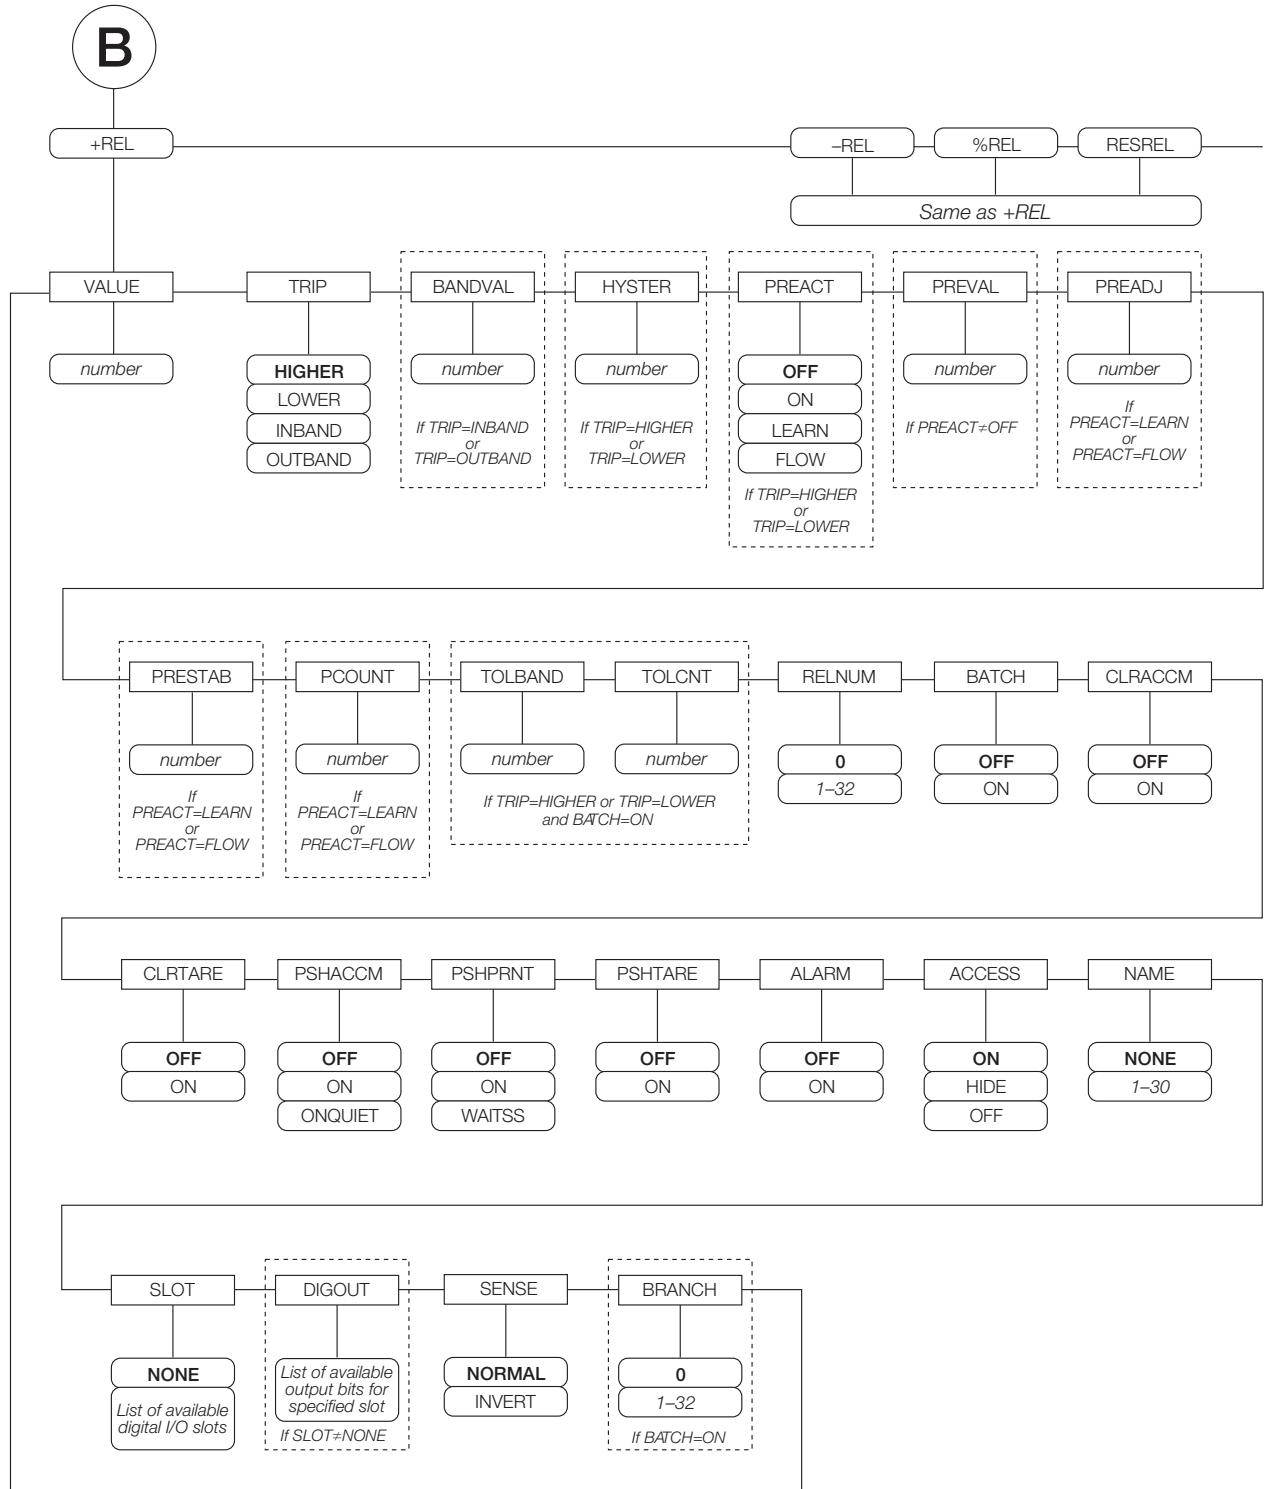 B
+REL
–REL
%REL
RESREL
Same as +REL
VALUE
TRIP
BANDVAL
HYSTER
PREACT
PREVAL
PREADJ
number
HIGHER
LOWER
INBAND
OUTBAND
number
If TRIP=INBAND
or
TRIP=OUTBAND
number
If TRIP=HIGHER
or
TRIP=LOWER
OFF
ON
LEARN
FLOW
If TRIP=HIGHER
or
TRIP=LOWER
number
If PREACT≠OFF
number
If
PREACT=LEARN
or
PREACT=FLOW
PRESTAB
PCOUNT
TOLBAND
TOLCNT
RELNUM
BATCH
CLRACCM
number
If
PREACT=LEARN
or
PREACT=FLOW
number
If
PREACT=LEARN
or
PREACT=FLOW
number
number
If TRIP=HIGHER or TRIP=LOWER
and BATCH=ON
0
1–32
OFF
ON
OFF
ON
CLRTARE
PSHACCM
PSHPRNT
PSHTARE
ALARM
ACCESS
NAME
OFF
ON
OFF
ON
ONQUIET
OFF
ON
WAITSS
OFF
ON
OFF
ON
ON
HIDE
OFF
NONE
1–30
SLOT
DIGOUT
SENSE
BRANCH
NONE
List of available
digital I/O slots
List of available
output bits for
specified slot
If SLOT≠NONE
NORMAL
INVERT
0
1–32
If BATCH=ON